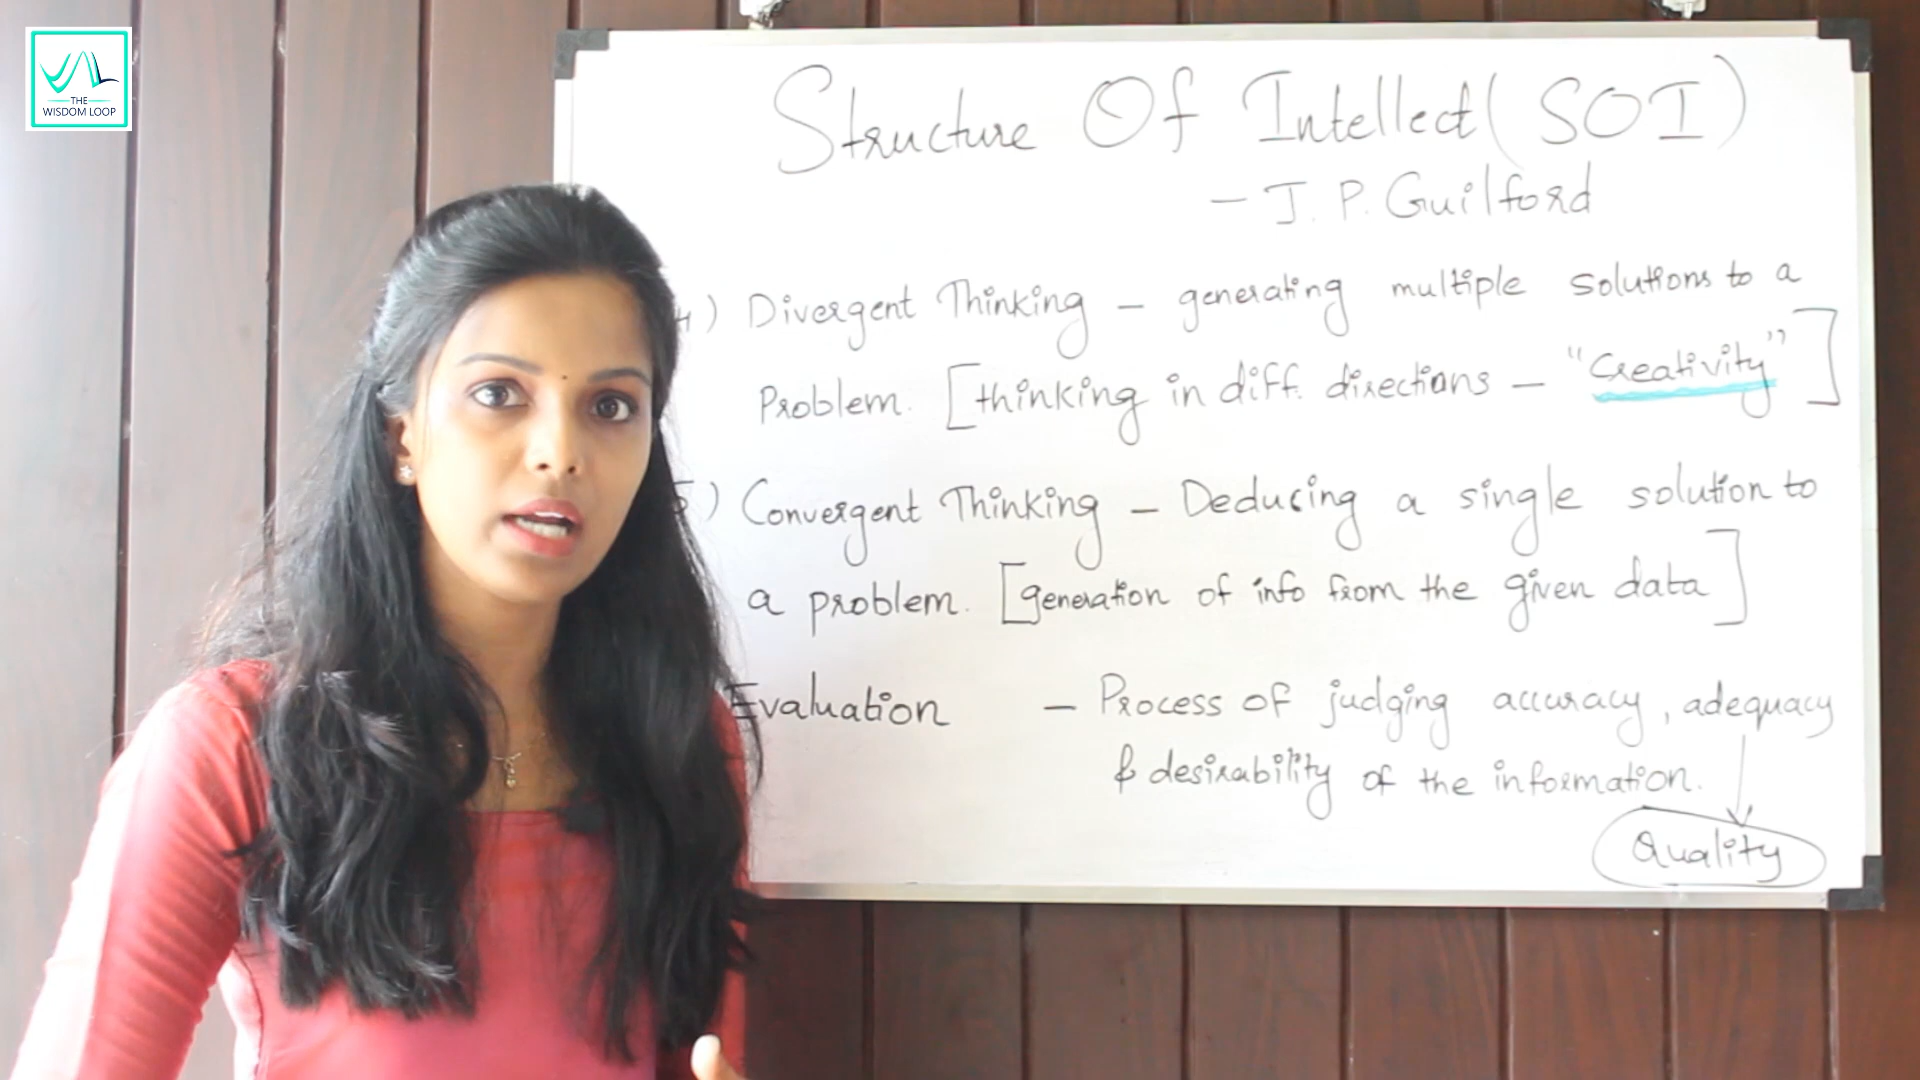 THE
WISDOM LOOP
Structure Of Intellect (SOI)
- J. P. Guilford
4) Divergent Thinking - generating multiple solutions to a
Problem. [thinking in diff. directions - "Creativity"]
5) Convergent Thinking - Deducing a single solution to
a problem. [generation of info from the given data]
Evaluation - Process of judging accuracy, adequacy
& desirability of the information.
Quality